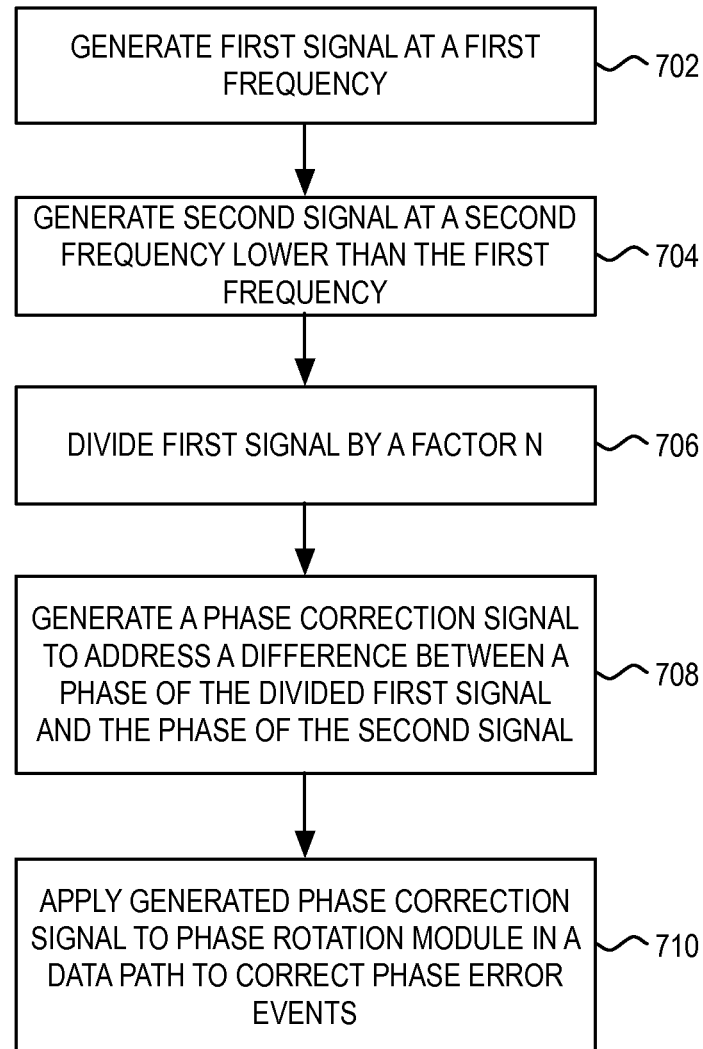 GENERATE FIRST SIGNAL AT A FIRST
FREQUENCY
702
GENERATE SECOND SIGNAL AT A SECOND
FREQUENCY LOWER THAN THE FIRST
FREQUENCY
704
DIVIDE FIRST SIGNAL BY A FACTOR N
706
GENERATE A PHASE CORRECTION SIGNAL
TO ADDRESS A DIFFERENCE BETWEEN A
PHASE OF THE DIVIDED FIRST SIGNAL
AND THE PHASE OF THE SECOND SIGNAL
708
APPLY GENERATED PHASE CORRECTION
SIGNAL TO PHASE ROTATION MODULE IN A
DATA PATH TO CORRECT PHASE ERROR
EVENTS
710